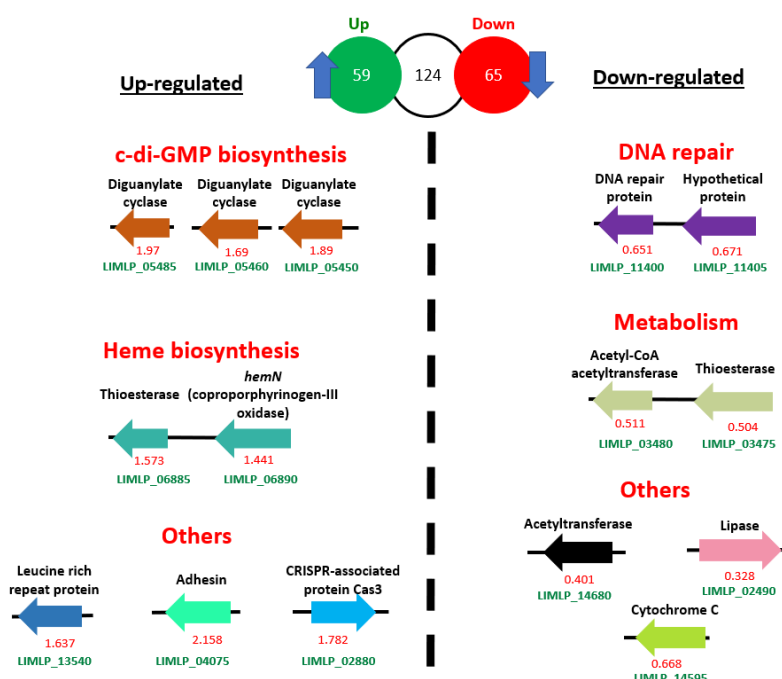 Up
Down
59
124
65
Up-regulated
Down-regulated
c-di-GMP biosynthesis
Diguanylate
cyclase
Diguanylate
cyclase
Diguanylate
cyclase
1.97
1.69
1.89
LIMLP_05485
LIMLP_05460
LIMLP_05450
Heme biosynthesis
Thioesterase
hemN
(coproporphyrinogen-III
oxidase)
1.573
1.441
LIMLP_06885
LIMLP_06890
Others
Leucine rich
repeat protein
Adhesin
CRISPR-associated
protein Cas3
1.637
2.158
1.782
LIMLP_13540
LIMLP_04075
LIMLP_02880
DNA repair
DNA repair
protein
Hypothetical
protein
0.651
0.671
LIMLP_11400
LIMLP_11405
Metabolism
Acetyl-CoA
acetyltransferase
Thioesterase
0.511
0.504
LIMLP_03480
LIMLP_03475
Others
Acetyltransferase
Lipase
0.401
0.328
LIMLP_14680
LIMLP_02490
Cytochrome C
0.668
LIMLP_14595